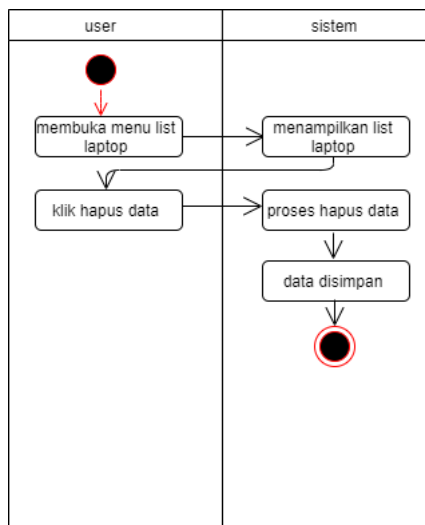 user
sistem
membuka menu list
laptop
menampilkan list
laptop
klik hapus data
proses hapus data
data disimpan